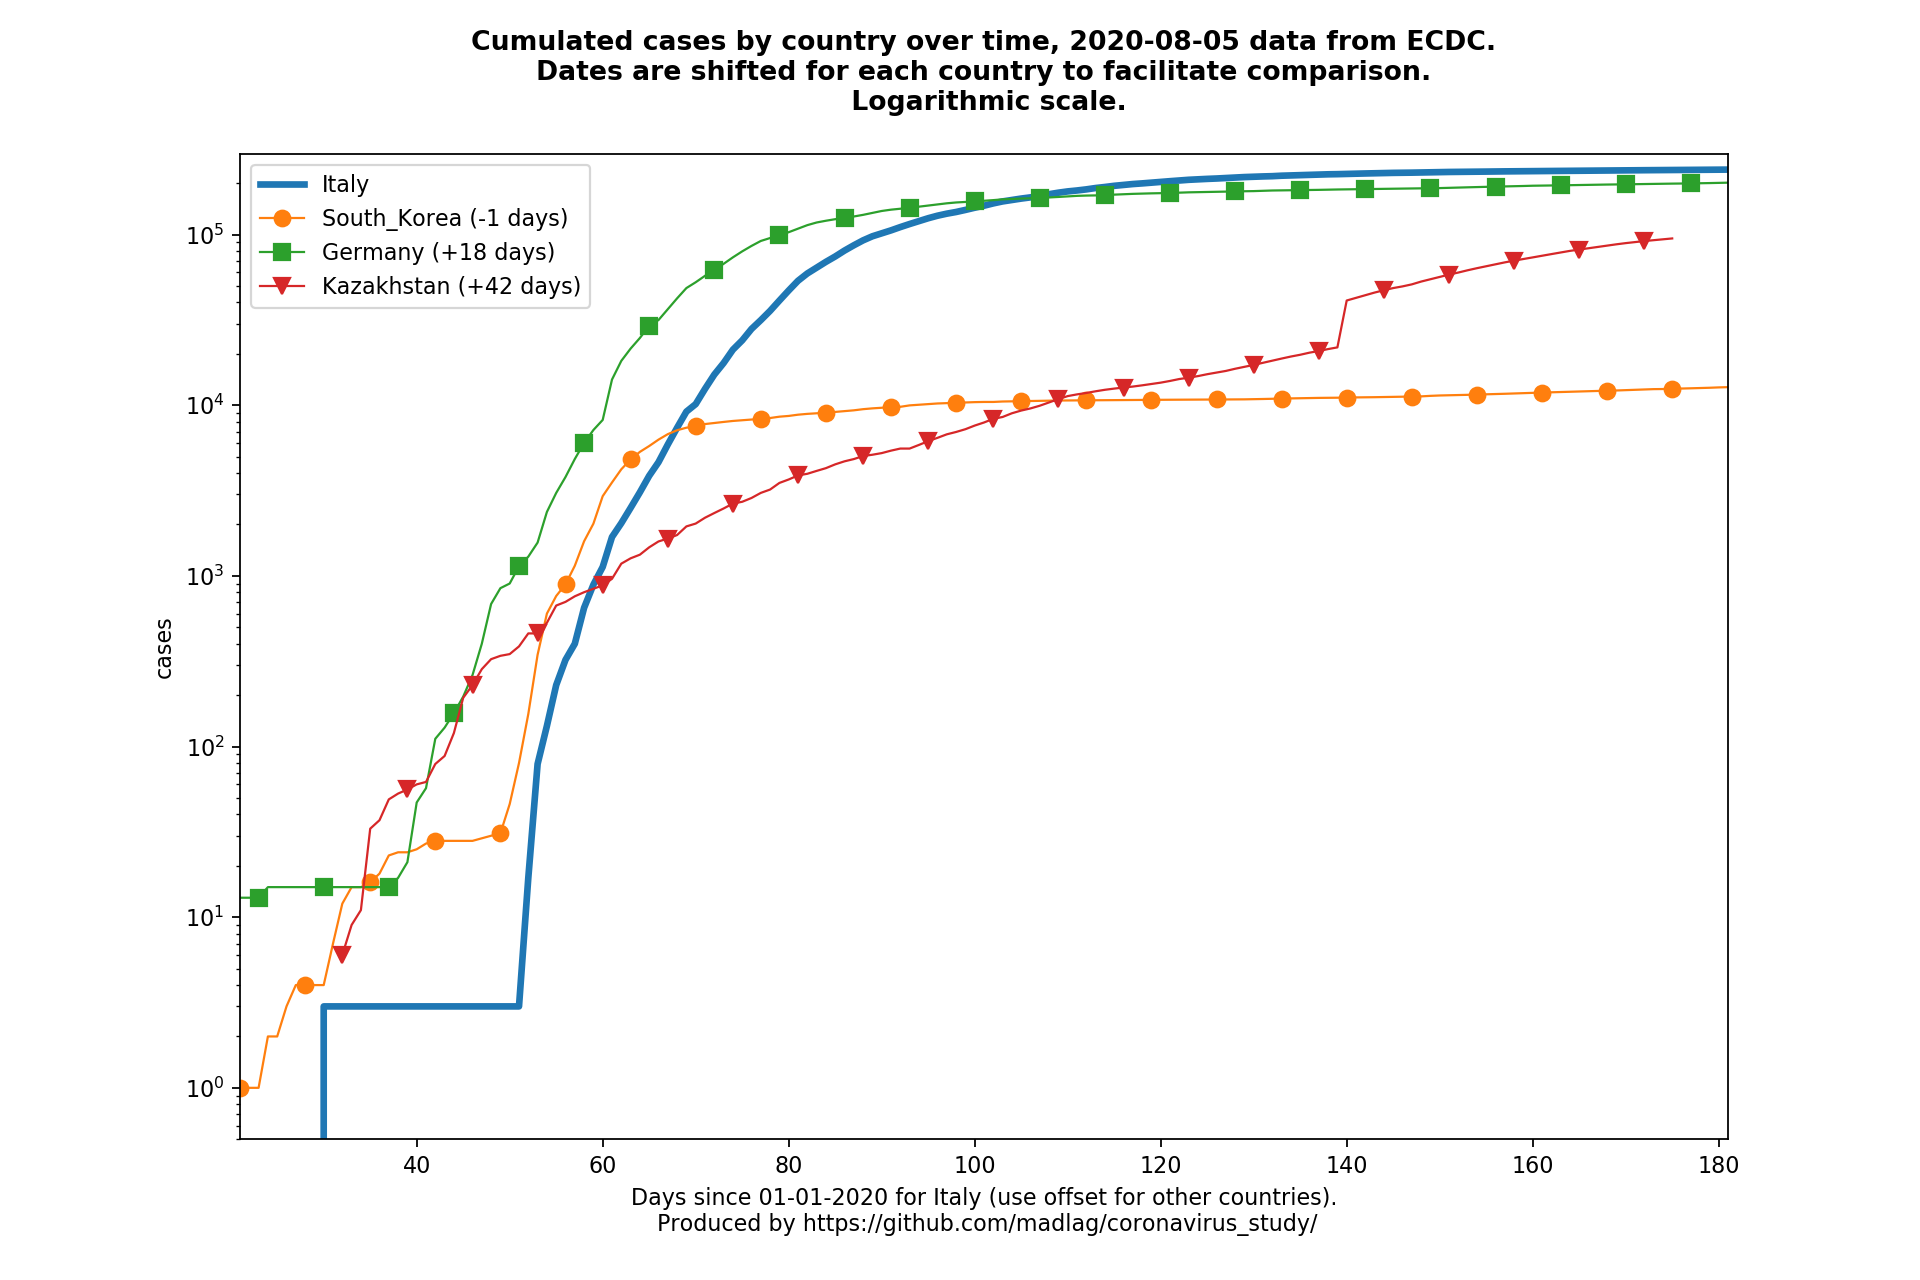 Cumulated cases by country over time, 2020-08-05 data from ECDC.
Dates are shifted for each country to facilitate comparison.
Logarithmic scale.
Italy
South_Korea (-1 days)
Germany (+18 days)
Kazakhstan (+42 days)
10^5
10^4
10^3
10^2
10^1
10^0
cases
40 60 80 100 120 140 160 180
Days since 01-01-2020 for Italy (use offset for other countries).
Produced by https://github.com/madlag/coronavirus_study/